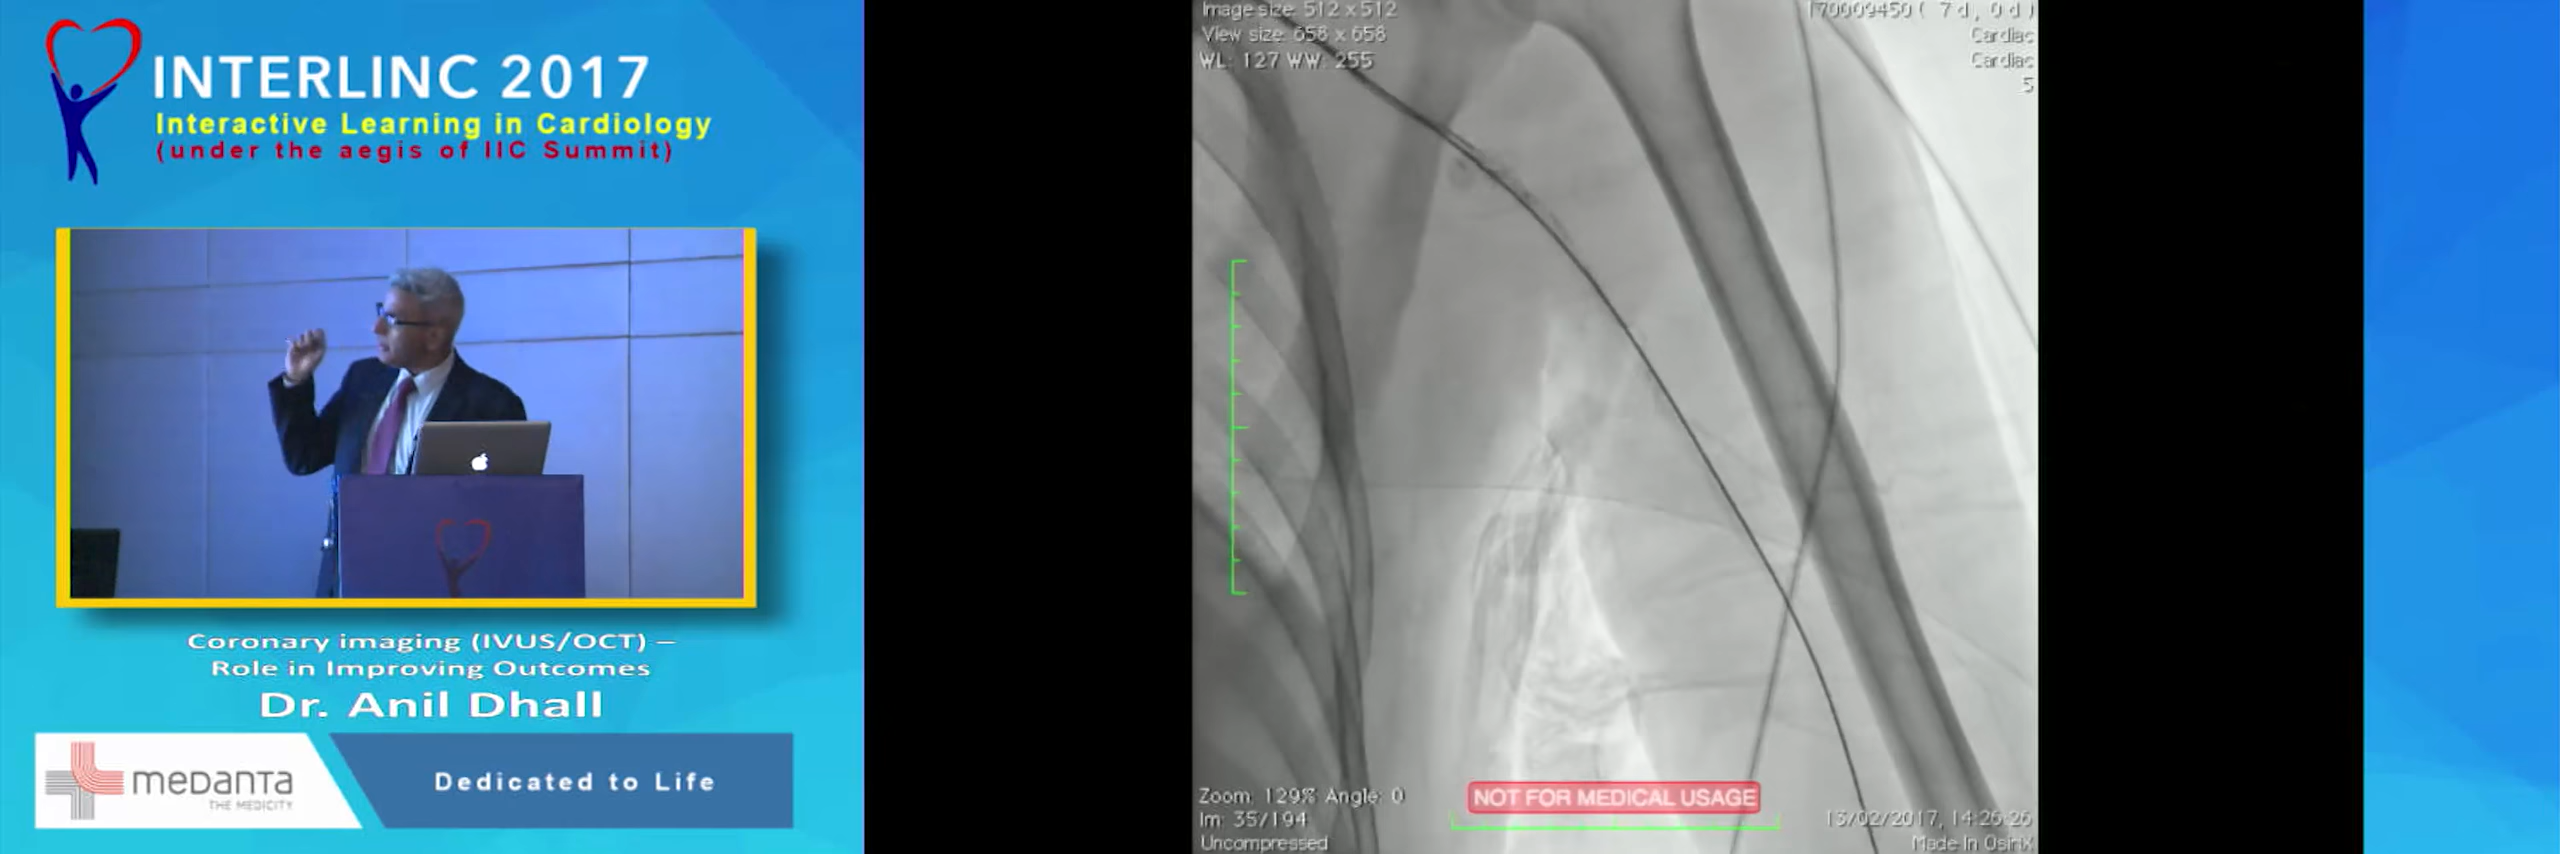 INTERLINC 2017
Interactive Learning in Cardiology
(under the aegis of IIC Summit)
Coronary imaging (IVUS/OCT) –
Role in Improving Outcomes
Dr. Anil Dhall
medanta
THE MEDICITY
Dedicated to Life
Image size: 512 x 512
View size: 658 x 658
WL: 127 WW: 255
170009450 ( 7 d, 0 d )
Cardiac
Cardiac
5
Zoom: 129% Angle: 0
Im: 35/194
Uncompressed
NOT FOR MEDICAL USAGE
13/02/2017, 14:26:26
Made In OsiriX